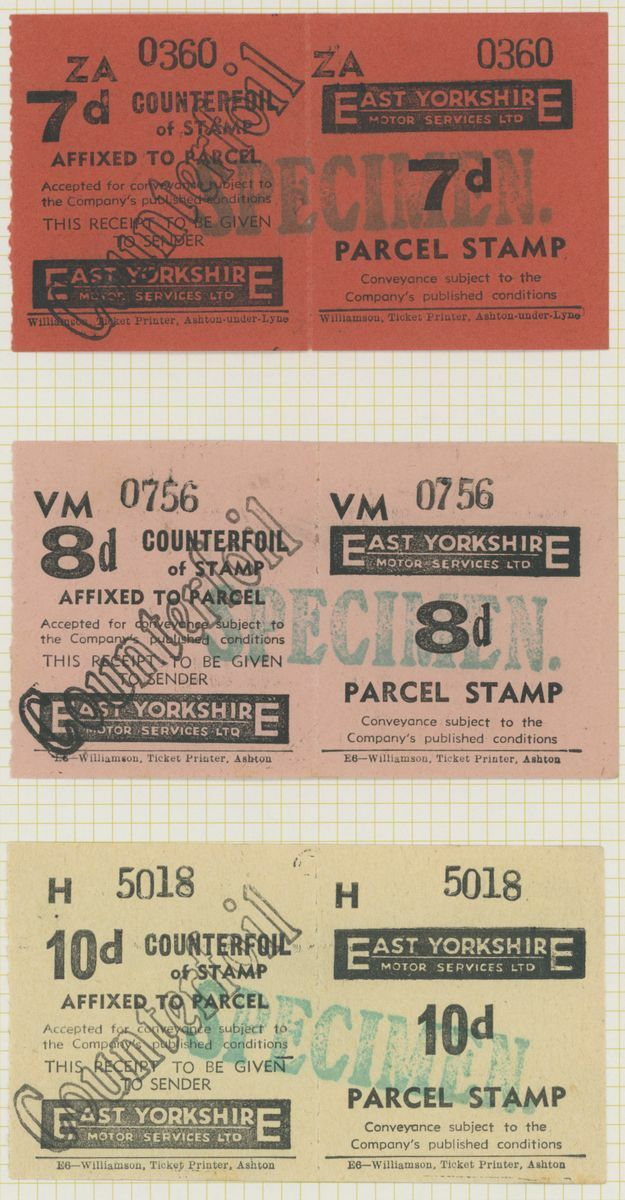 ZA 0360
7d COUNTERFOIL
of STAMP
AFFIXED TO PARCEL
Accepted for conveyance subject to
the Company's published conditions
THIS RECEIPT TO BE GIVEN
TO SENDER
EAST YORKSHIRE
MOTOR SERVICES LTD
Williamson, Ticket Printer, Ashton-under-Lyne
Counterfoil
ZA 0360
EAST YORKSHIRE
MOTOR SERVICES LTD
7d
PARCEL STAMP
Conveyance subject to the
Company's published conditions
Williamson, Ticket Printer, Ashton-under-Lyne
SPECIMEN.
VM 0756
8d COUNTERFOIL
of STAMP
AFFIXED TO PARCEL
Accepted for conveyance subject to
the Company's published conditions
THIS RECEIPT TO BE GIVEN
TO SENDER
EAST YORKSHIRE
MOTOR SERVICES LTD
E6—Williamson, Ticket Printer, Ashton
Counterfoil
VM 0756
EAST YORKSHIRE
MOTOR SERVICES LTD
8d
PARCEL STAMP
Conveyance subject to the
Company's published conditions
E6—Williamson, Ticket Printer, Ashton
SPECIMEN.
H 5018
10d COUNTERFOIL
of STAMP
AFFIXED TO PARCEL
Accepted for conveyance subject to
the Company's published conditions
THIS RECEIPT TO BE GIVEN
TO SENDER
EAST YORKSHIRE
MOTOR SERVICES LTD
E6—Williamson, Ticket Printer, Ashton
Counterfoil
H 5018
EAST YORKSHIRE
MOTOR SERVICES LTD
10d
PARCEL STAMP
Conveyance subject to the
Company's published conditions
E6—Williamson, Ticket Printer, Ashton
SPECIMEN.